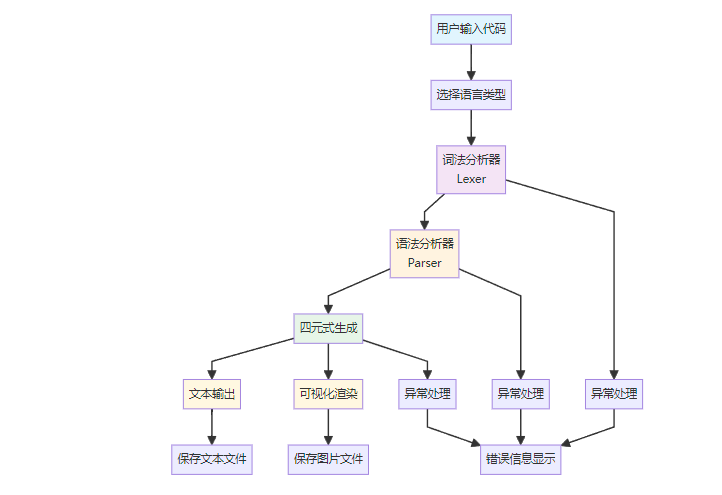 用户输入代码
选择语言类型
词法分析器
Lexer
语法分析器
Parser
四元式生成
文本输出
可视化渲染
异常处理
异常处理
异常处理
保存文本文件
保存图片文件
错误信息显示